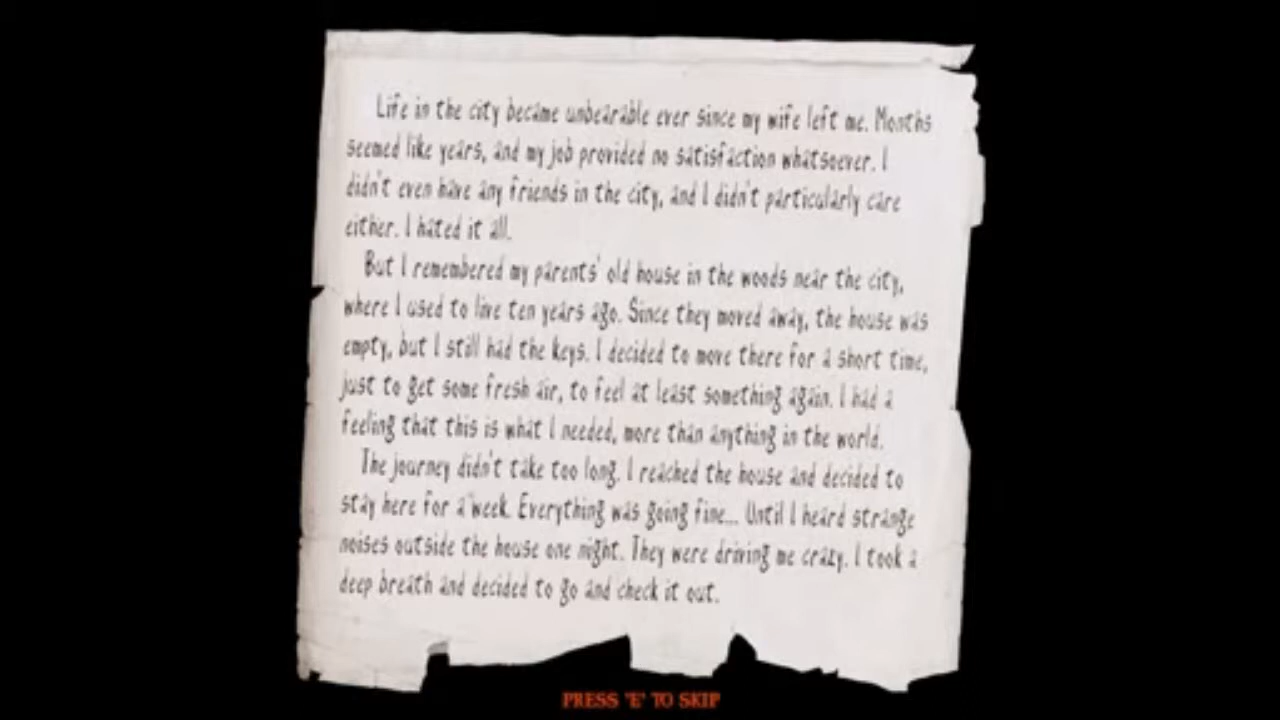 Life in the city became unbearable ever since my wife left me. Months
seemed like years, and my job provided no satisfaction whatsoever. I
didn't even have any friends in the city, and I didn't particularly care
either. I hated it all.
But I remembered my parents' old house in the woods near the city,
where I used to live ten years ago. Since they moved away, the house was
empty, but I still had the keys. I decided to move there for a short time,
just to get some fresh air, to feel at least something again. I had a
feeling that this is what I needed, more than anything in the world.
The journey didn't take too long. I reached the house and decided to
stay here for a week. Everything was going fine... Until I heard strange
noises outside the house one night. They were driving me crazy. I took a
deep breath and decided to go and check it out.
PRESS 'E' TO SKIP